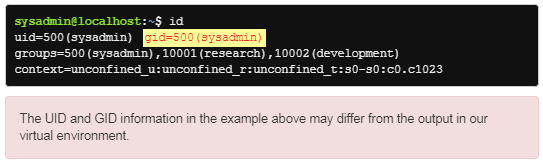 sysadmin@localhost:~$ id
uid=500(sysadmin) gid=500(sysadmin)
groups=500(sysadmin),10001(research),10002(development)
context=unconfined_u:unconfined_r:unconfined_t:s0-s0:c0.c1023
The UID and GID information in the example above may differ from the output in our
virtual environment.